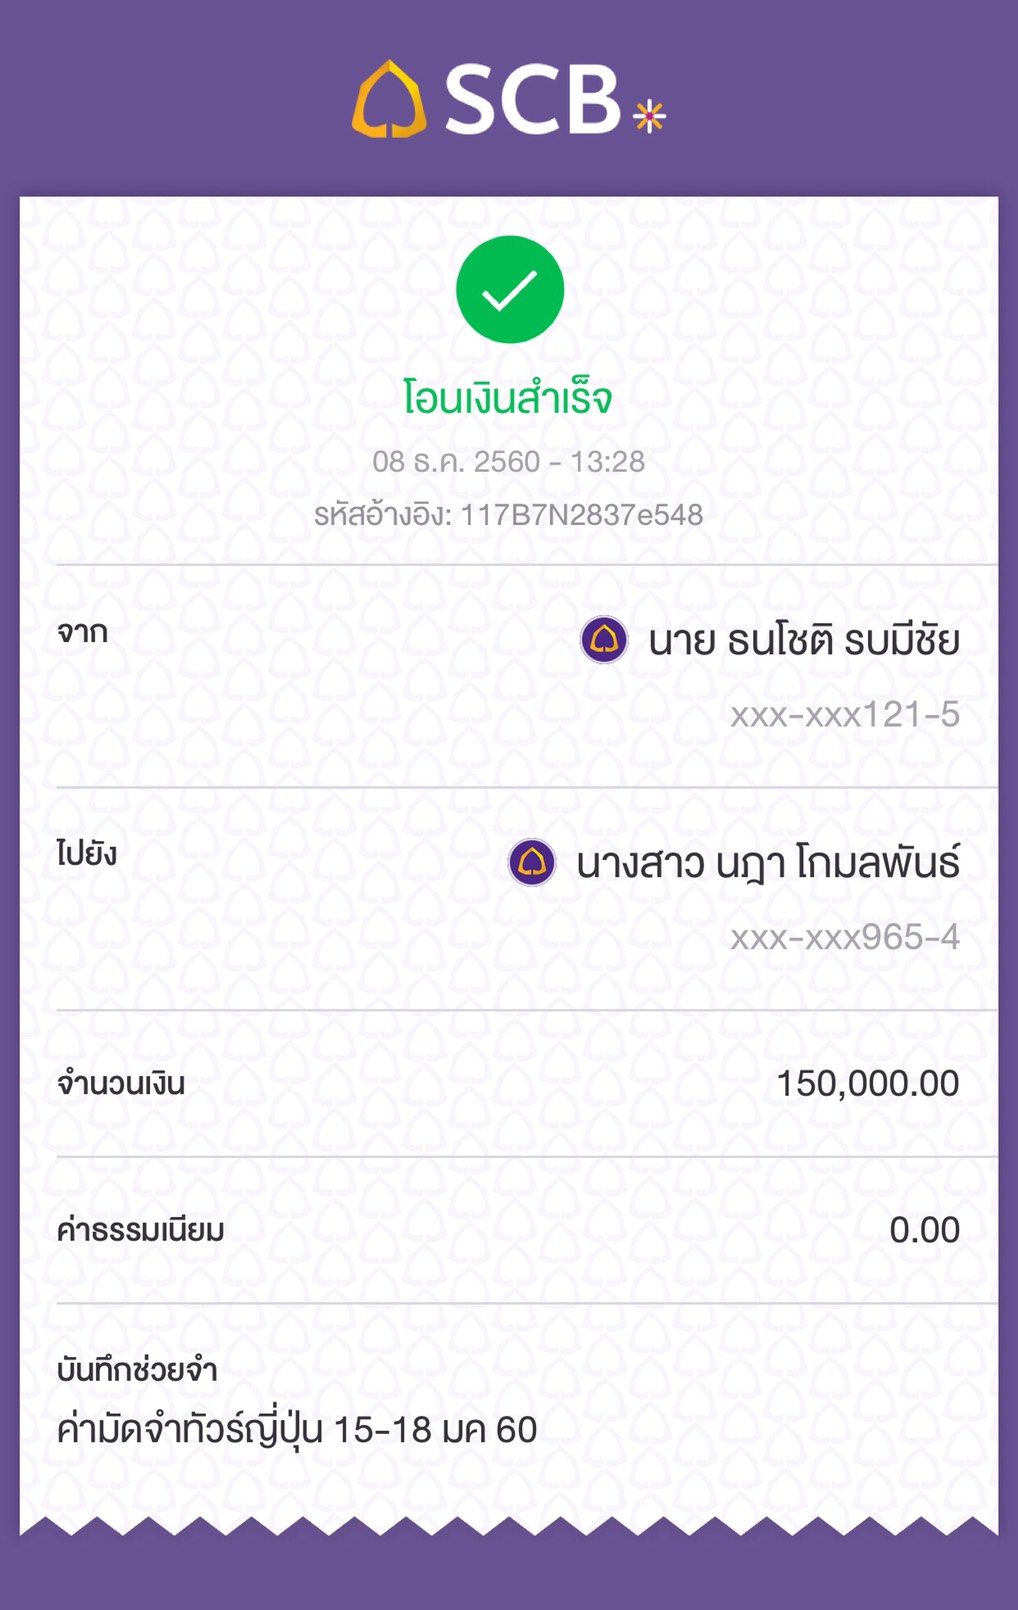 SCB
โอนเงินสำเร็จ
08 ธ.ค. 2560 - 13:28
รหัสอ้างอิง: 117B7N2837e548
จาก
นาย ธนโชติ รบมีชัย
xxx-xxx121-5
ไปยัง
นางสาว นฎา โกมลพันธ์
xxx-xxx965-4
จำนวนเงิน 150,000.00
ค่าธรรมเนียม 0.00
บันทึกช่วยจำ
ค่ามัดจำทัวร์ญี่ปุ่น 15-18 มค 60